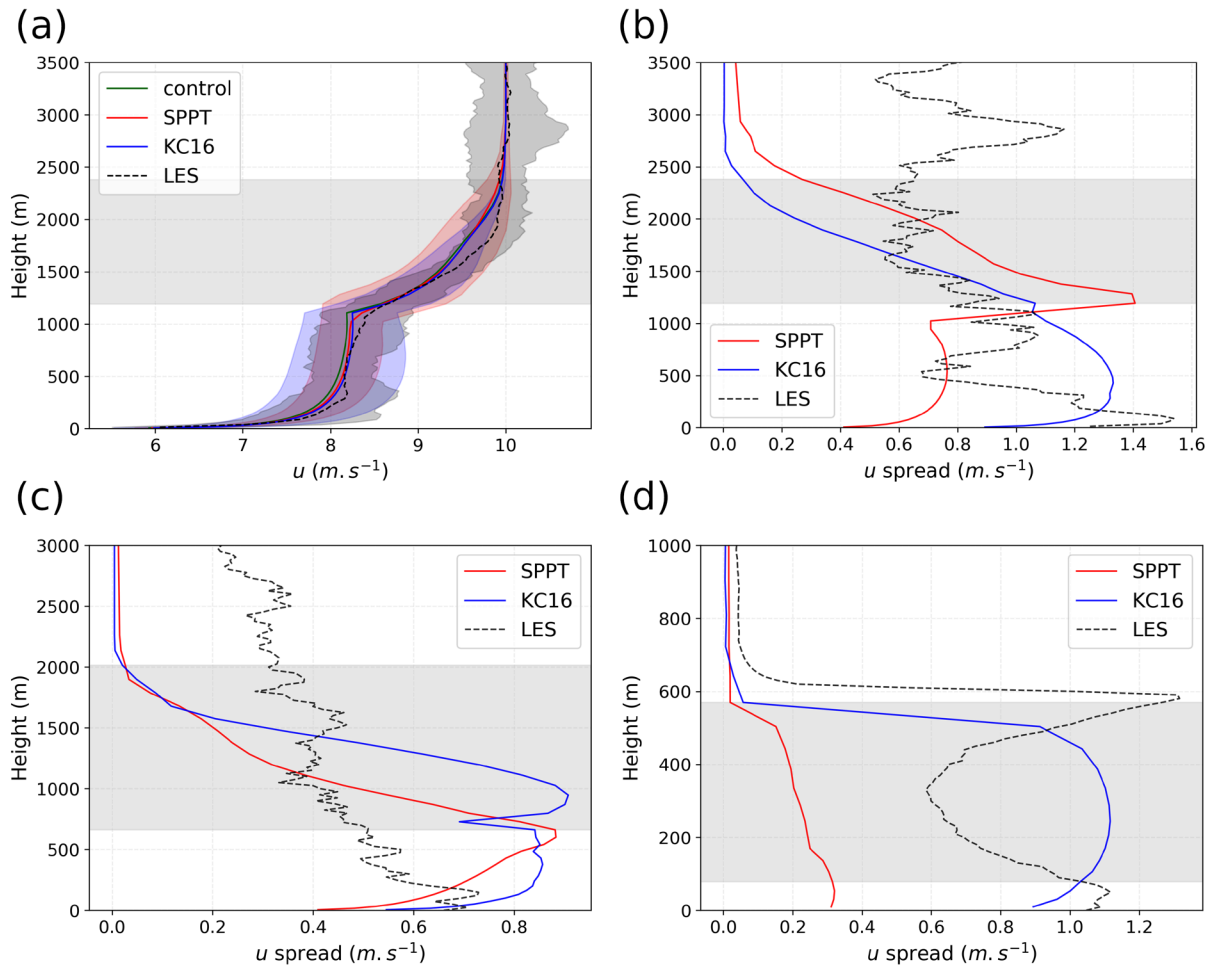 (a)
3500
3000
2500
2000
1500
1000
500
0
Height (m)
control
SPPT
KC16
LES
6
7
8
9
10
u (m.s⁻¹)
(b)
3500
3000
2500
2000
1500
1000
500
0
Height (m)
SPPT
KC16
LES
0.0
0.2
0.4
0.6
0.8
1.0
1.2
1.4
1.6
u spread (m.s⁻¹)
(c)
3000
2500
2000
1500
1000
500
0
Height (m)
SPPT
KC16
LES
0.0
0.2
0.4
0.6
0.8
u spread (m.s⁻¹)
(d)
1000
800
600
400
200
0
Height (m)
SPPT
KC16
LES
0.0
0.2
0.4
0.6
0.8
1.0
1.2
u spread (m.s⁻¹)